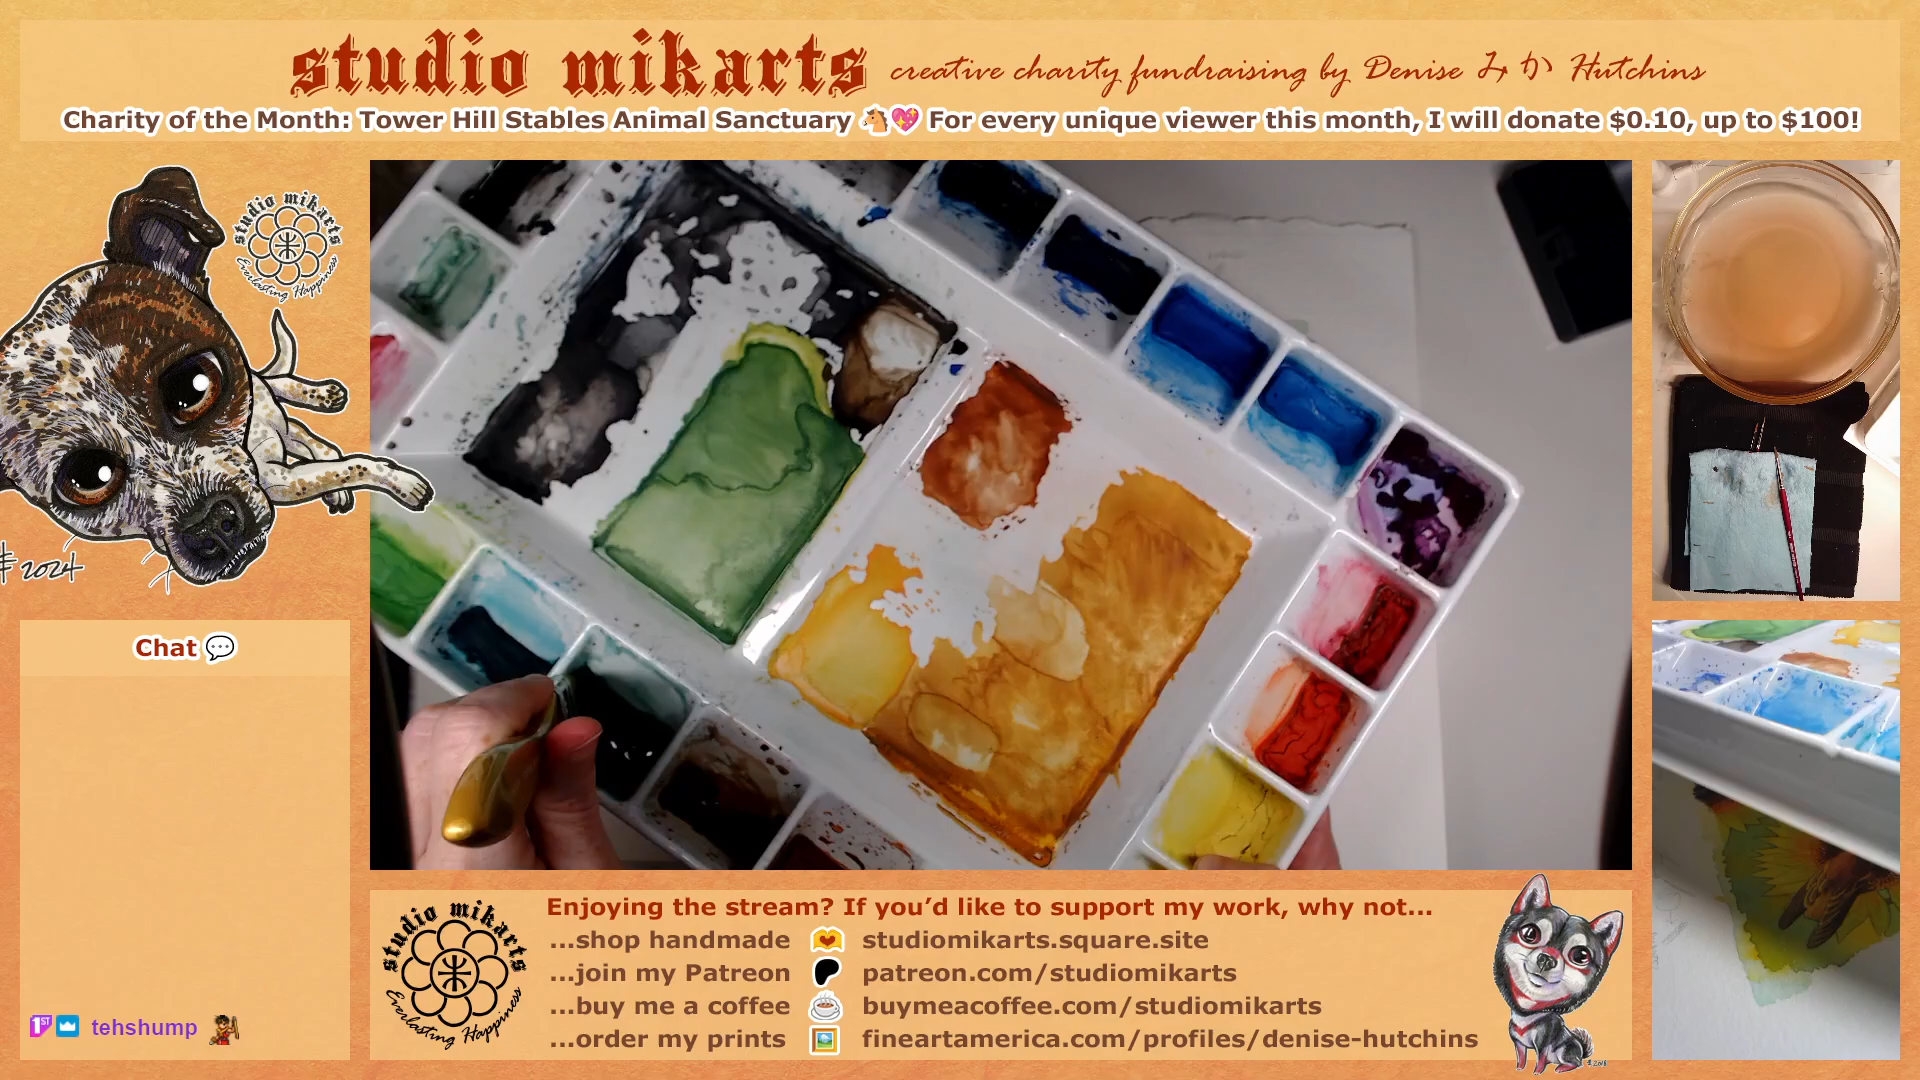 studio mikarts creative charity fundraising by Denise みか Hutchins
Charity of the Month: Tower Hill Stables Animal Sanctuary 🐴💖 For every unique viewer this month, I will donate $0.10, up to $100!
studio mikarts
Everlasting Happiness
2024
Chat 💬
1ST tehshump
Enjoying the stream? If you’d like to support my work, why not...
...shop handmade studiomikarts.square.site
...join my Patreon patreon.com/studiomikarts
...buy me a coffee buymeacoffee.com/studiomikarts
...order my prints fineartamerica.com/profiles/denise-hutchins
studio mikarts
Everlasting Happiness